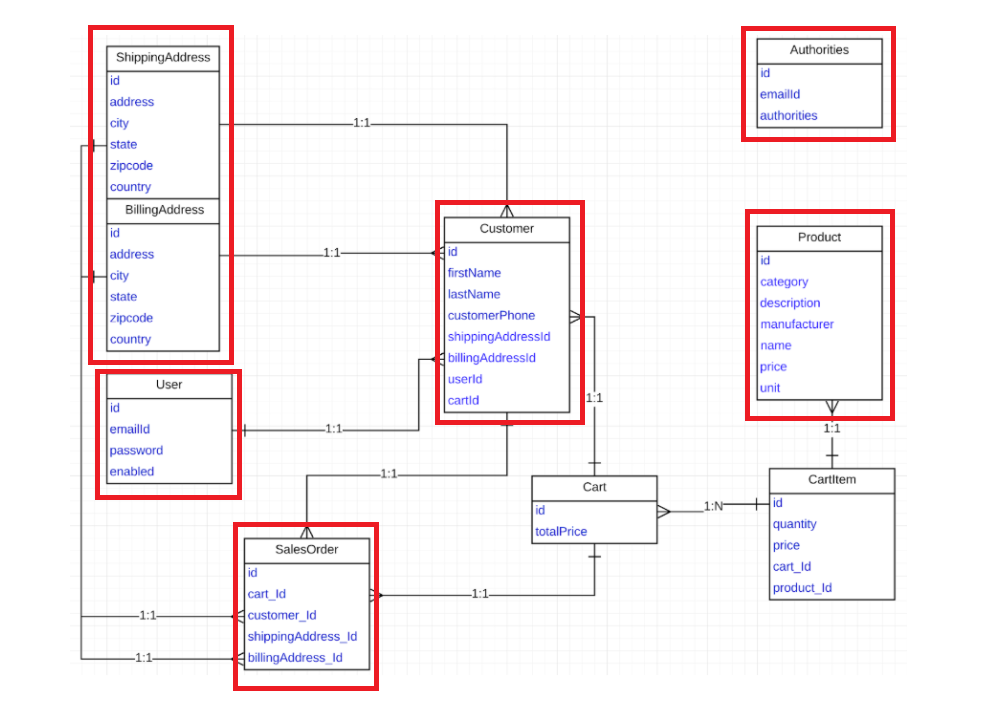 ShippingAddress
id
address
city
state
zipcode
country
BillingAddress
id
address
city
state
zipcode
country
User
id
emailId
password
enabled
1:1
1:1
1:1
1:1
Customer
id
firstName
lastName
customerPhone
shippingAddressId
billingAddressId
userId
cartId
1:1
SalesOrder
id
cart_Id
customer_Id
shippingAddress_Id
billingAddress_Id
1:1
1:1
1:1
Cart
id
totalPrice
1:N
Authorities
id
emailId
authorities
Product
id
category
description
manufacturer
name
price
unit
1:1
CartItem
id
quantity
price
cart_Id
product_Id